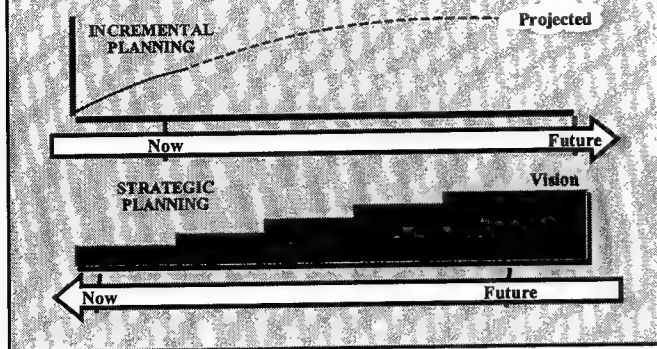 INCREMENTAL
PLANNING
Projected
Now
Future
STRATEGIC
PLANNING
Vision
Now
Future